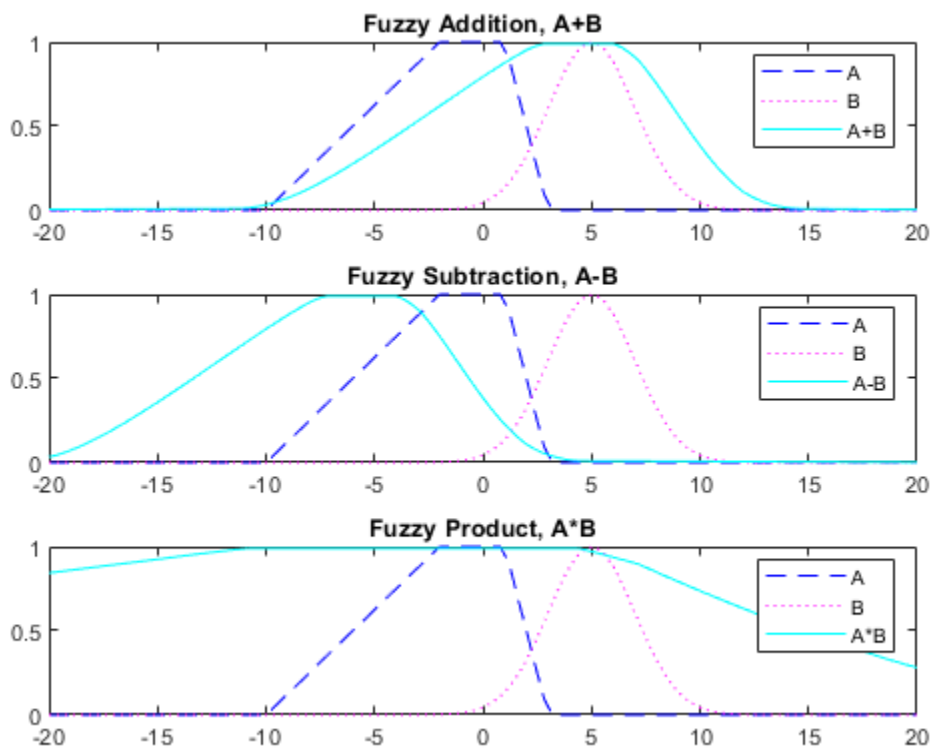 Fuzzy Addition, A+B
1
0.5
0
A
B
A+B
-20 -15 -10 -5 0 5 10 15 20
Fuzzy Subtraction, A-B
1
0.5
0
A
B
A-B
-20 -15 -10 -5 0 5 10 15 20
Fuzzy Product, A*B
1
0.5
0
A
B
A*B
-20 -15 -10 -5 0 5 10 15 20